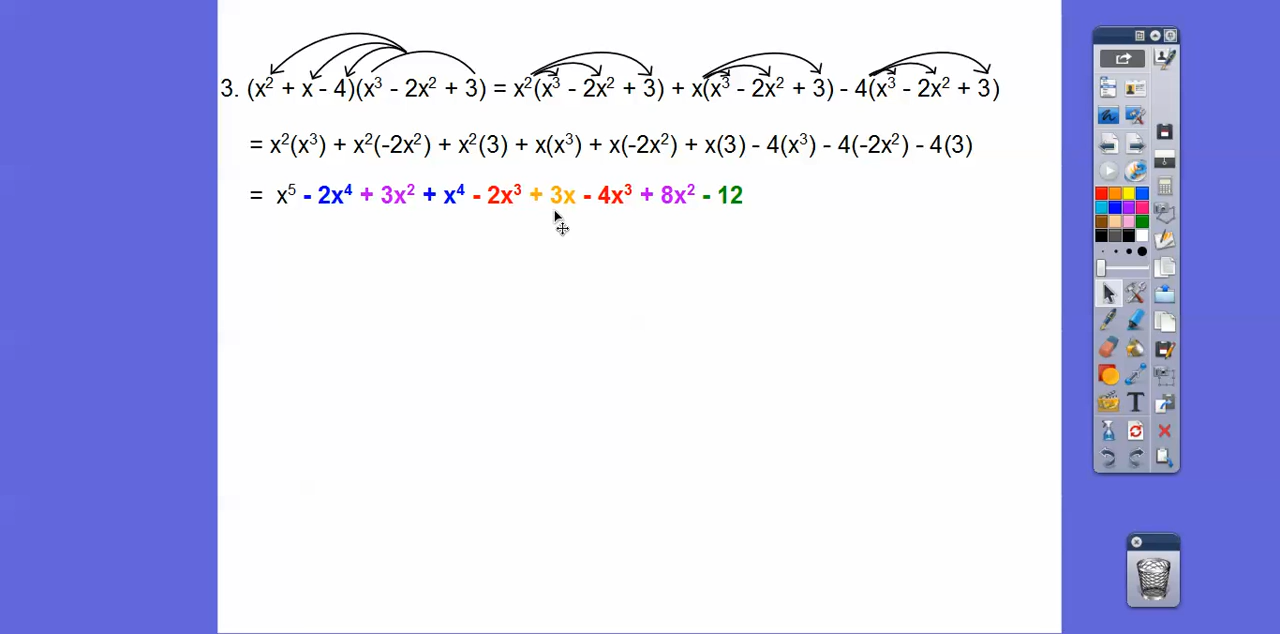 3. (x² + x - 4)(x³ - 2x² + 3) = x²(x³ - 2x² + 3) + x(x³ - 2x² + 3) - 4(x³ - 2x² + 3)
= x²(x³) + x²(-2x²) + x²(3) + x(x³) + x(-2x²) + x(3) - 4(x³) - 4(-2x²) - 4(3)
= x⁵ - 2x⁴ + 3x² + x⁴ - 2x³ + 3x - 4x³ + 8x² - 12
T